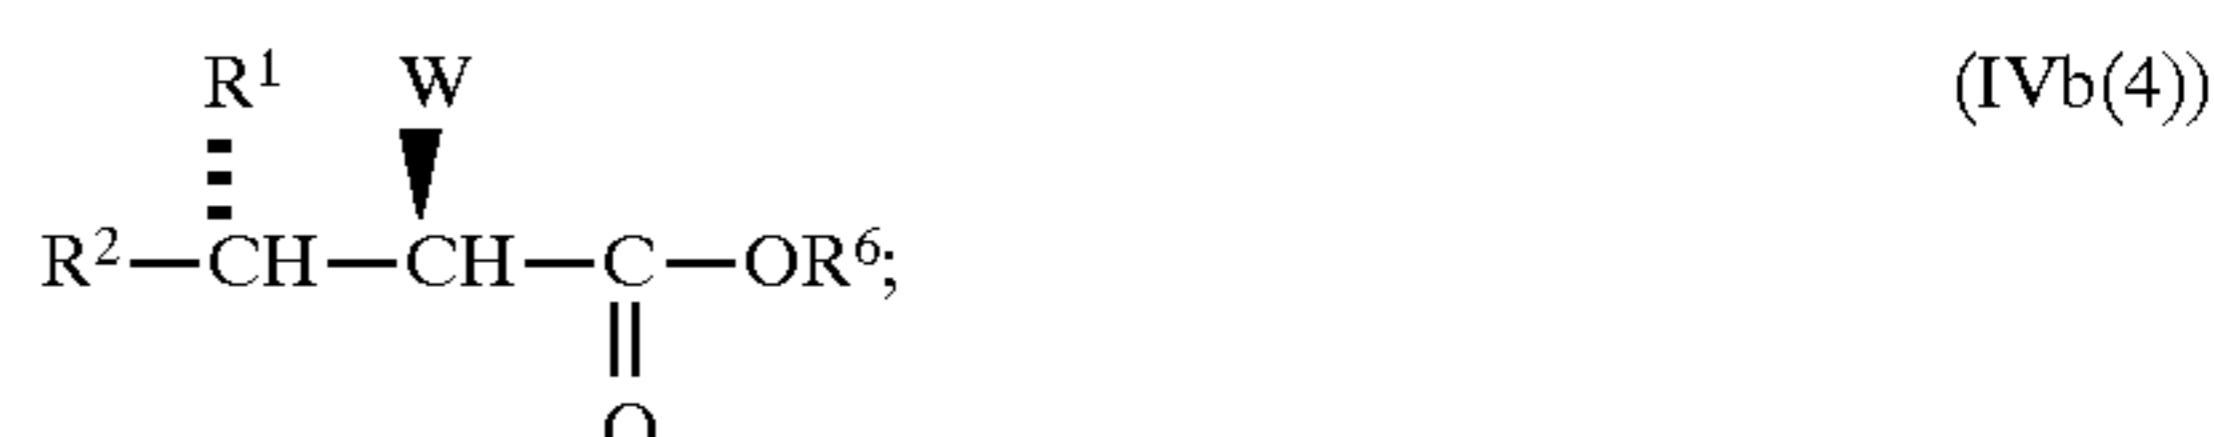 R¹ W (IVb(4))
R²—CH—CH—C—OR⁶;
O